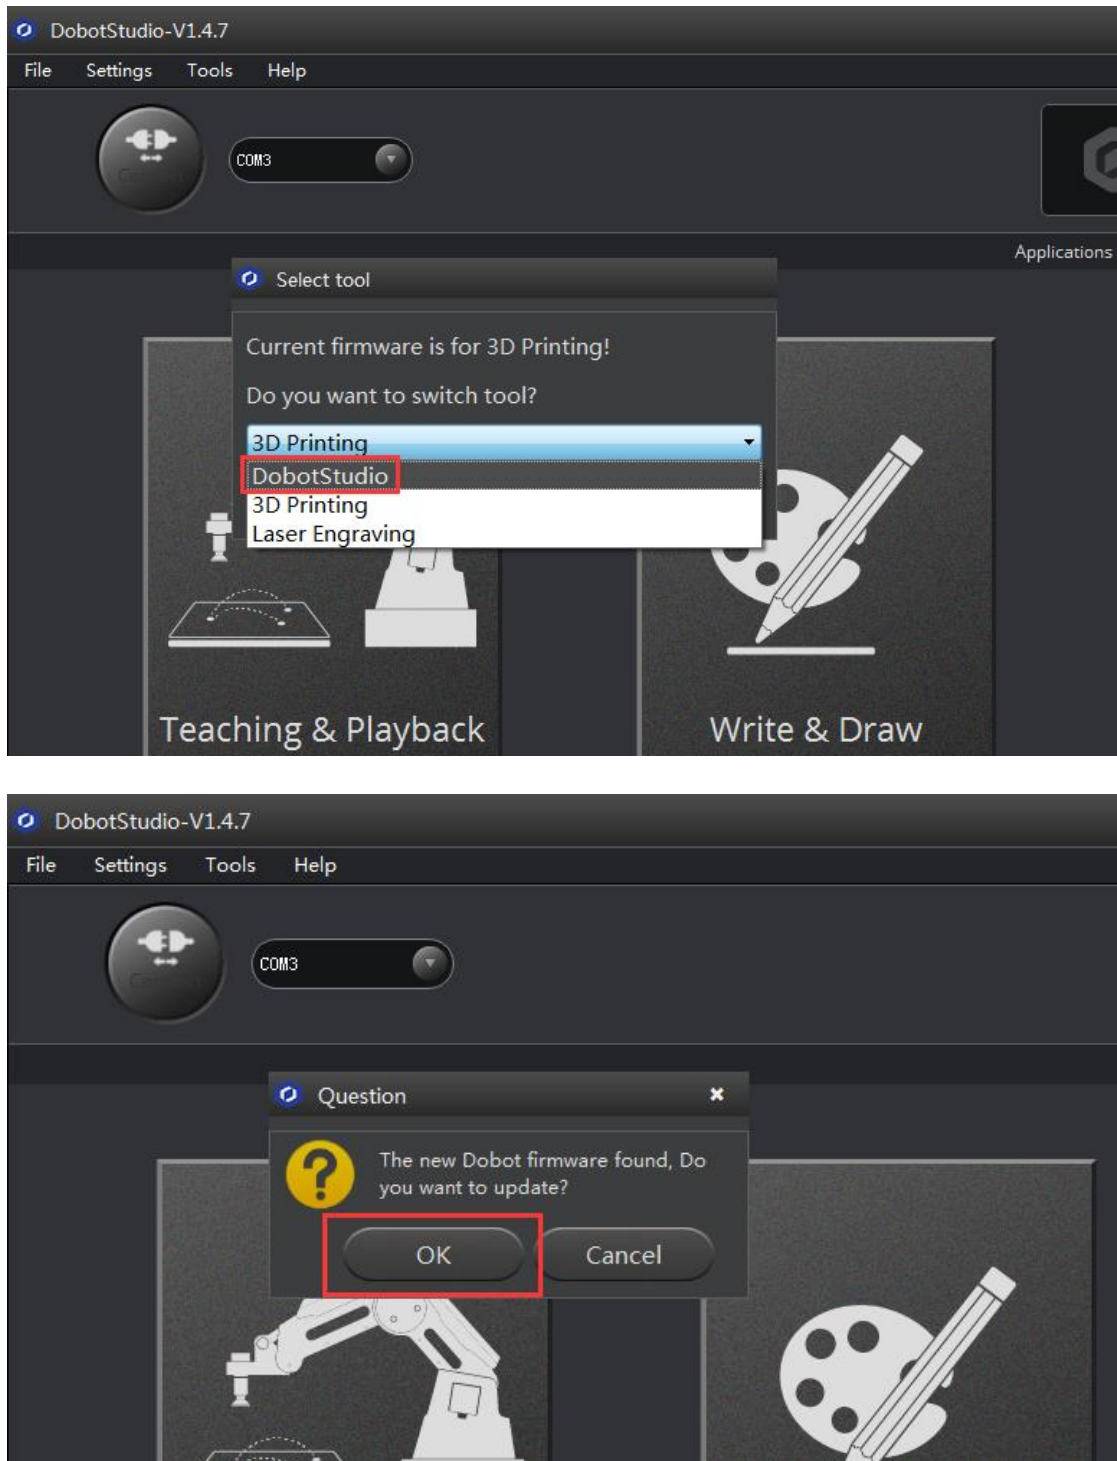 DobotStudio-V1.4.7
File Settings Tools Help
COM3
Applications
Select tool
Current firmware is for 3D Printing!
Do you want to switch tool?
3D Printing
DobotStudio
3D Printing
Laser Engraving
Teaching & Playback
Write & Draw
DobotStudio-V1.4.7
File Settings Tools Help
COM3
Question
The new Dobot firmware found, Do
you want to update?
OK Cancel